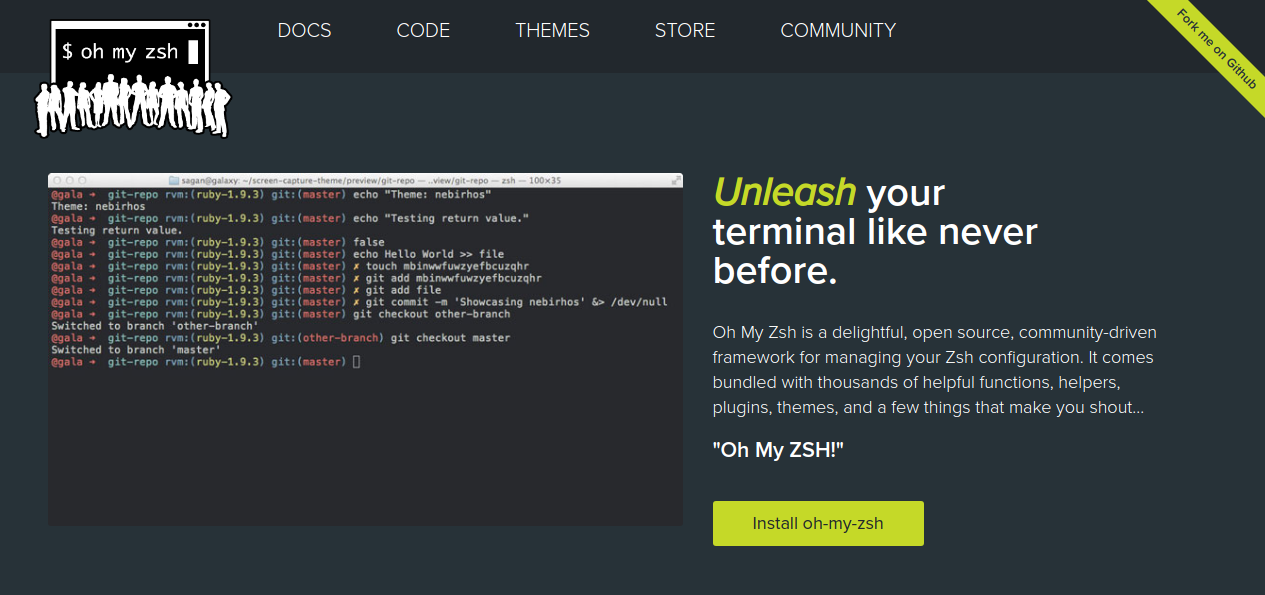 $ oh my zsh
DOCS
CODE
THEMES
STORE
COMMUNITY
Fork me on Github
sagan@galaxy: ~/screen-capture-theme/preview/git-repo — ..view/git-repo — zsh — 100×35
@gala ➜ git-repo rvm:(ruby-1.9.3) git:(master) echo "Theme: nebirhos"
Theme: nebirhos
@gala ➜ git-repo rvm:(ruby-1.9.3) git:(master) echo "Testing return value."
Testing return value.
@gala ➜ git-repo rvm:(ruby-1.9.3) git:(master) false
@gala ➜ git-repo rvm:(ruby-1.9.3) git:(master) echo Hello World >> file
@gala ➜ git-repo rvm:(ruby-1.9.3) git:(master) ✗ touch mbinwwfuwzyefbcuzqhr
@gala ➜ git-repo rvm:(ruby-1.9.3) git:(master) ✗ git add mbinwwfuwzyefbcuzqhr
@gala ➜ git-repo rvm:(ruby-1.9.3) git:(master) ✗ git add file
@gala ➜ git-repo rvm:(ruby-1.9.3) git:(master) ✗ git commit -m 'Showcasing nebirhos' &> /dev/null
@gala ➜ git-repo rvm:(ruby-1.9.3) git:(master) git checkout other-branch
Switched to branch 'other-branch'
@gala ➜ git-repo rvm:(ruby-1.9.3) git:(other-branch) git checkout master
Switched to branch 'master'
@gala ➜ git-repo rvm:(ruby-1.9.3) git:(master)
Unleash your
terminal like never
before.
Oh My Zsh is a delightful, open source, community-driven
framework for managing your Zsh configuration. It comes
bundled with thousands of helpful functions, helpers,
plugins, themes, and a few things that make you shout...
"Oh My ZSH!"
Install oh-my-zsh